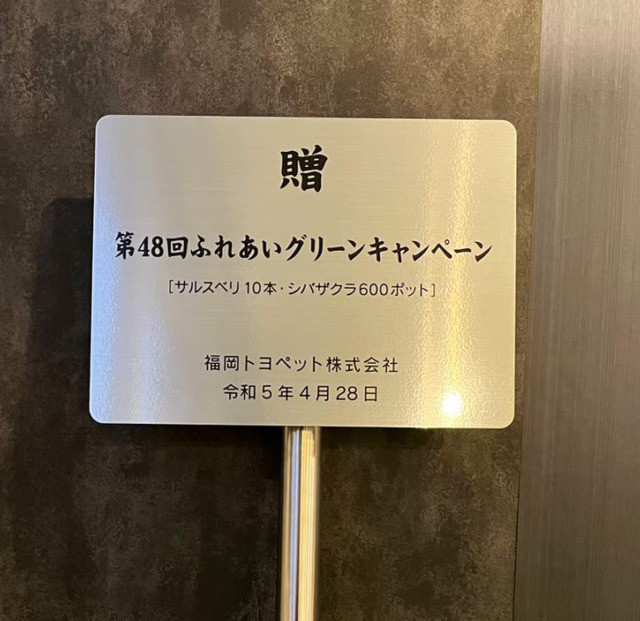 贈
第48回ふれあいグリーンキャンペーン
[サルスベリ10本・シバザクラ600ポット]
福岡トヨペット株式会社
令和5年4月28日